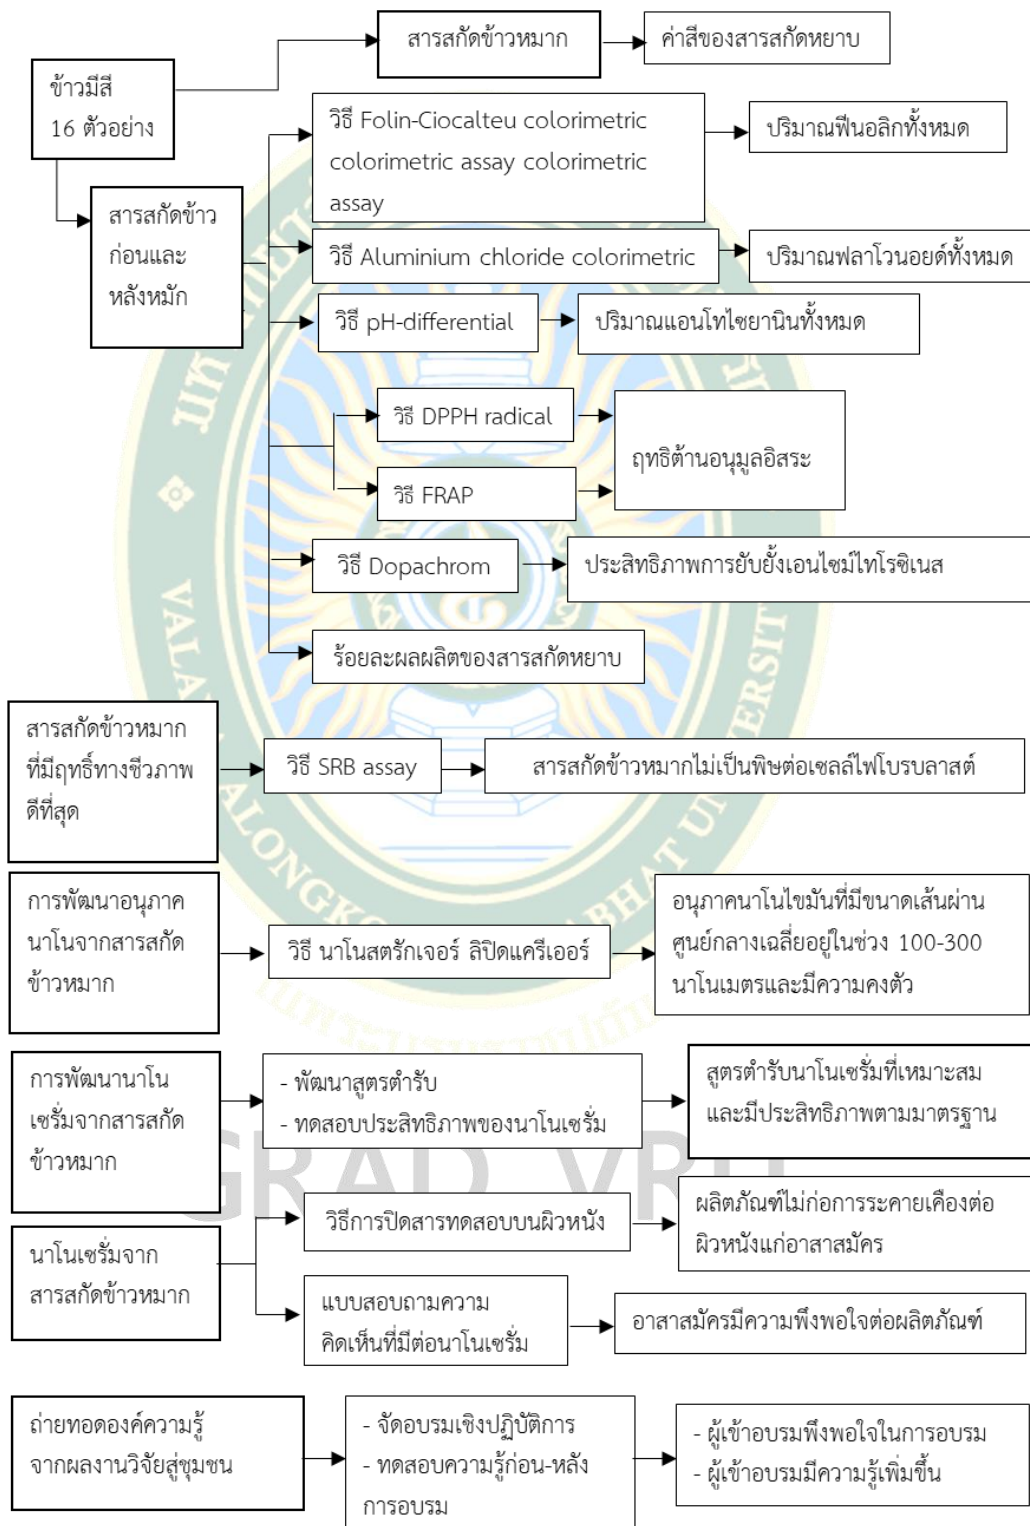 สารสกัดข้าวหมาก
ค่าสีของสารสกัดหยาบ
ข้าวมีสี
16 ตัวอย่าง
วิธี Folin-Ciocalteu colorimetric
colorimetric assay colorimetric
assay
ปริมาณฟีนอลิกทั้งหมด
สารสกัดข้าว
ก่อนและ
หลังหมัก
วิธี Aluminium chloride colorimetric
ปริมาณฟลาโวนอยด์ทั้งหมด
วิธี pH-differential
ปริมาณแอนโทไซยานินทั้งหมด
วิธี DPPH radical
ฤทธิต้านอนุมูลอิสระ
วิธี FRAP
วิธี Dopachrom
ประสิทธิภาพการยับยั้งเอนไซม์ไทโรซิเนส
ร้อยละผลผลิตของสารสกัดหยาบ
สารสกัดข้าวหมาก
ที่มีฤทธิ์ทางชีวภาพ
ดีที่สุด
วิธี SRB assay
สารสกัดข้าวหมากไม่เป็นพิษต่อเซลล์ไฟโบรบลาสต์
การพัฒนาอนุภาค
นาโนจากสารสกัด
ข้าวหมาก
วิธี นาโนสตรักเจอร์ ลิปิดแครีเออร์
อนุภาคนาโนไขมันที่มีขนาดเส้นผ่าน
ศูนย์กลางเฉลี่ยอยู่ในช่วง 100-300
นาโนเมตรและมีความคงตัว
การพัฒนานาโน
เซรั่มจากสารสกัด
ข้าวหมาก
- พัฒนาสูตรตำรับ
- ทดสอบประสิทธิภาพของนาโนเซรั่ม
สูตรตำรับนาโนเซรั่มที่เหมาะสม
และมีประสิทธิภาพตามมาตรฐาน
GRAD VRU
นาโนเซรั่มจาก
สารสกัดข้าวหมาก
วิธีการปิดสารทดสอบบนผิวหนัง
ผลิตภัณฑ์ไม่ก่อการระคายเคืองต่อ
ผิวหนังแก่อาสาสมัคร
แบบสอบถามความ
คิดเห็นที่มีต่อนาโนเซรั่ม
อาสาสมัครมีความพึงพอใจต่อผลิตภัณฑ์
ถ่ายทอดองค์ความรู้
จากผลงานวิจัยสู่ชุมชน
- จัดอบรมเชิงปฏิบัติการ
- ทดสอบความรู้ก่อน-หลัง
การอบรม
- ผู้เข้าอบรมพึงพอใจในการอบรม
- ผู้เข้าอบรมมีความรู้เพิ่มขึ้น